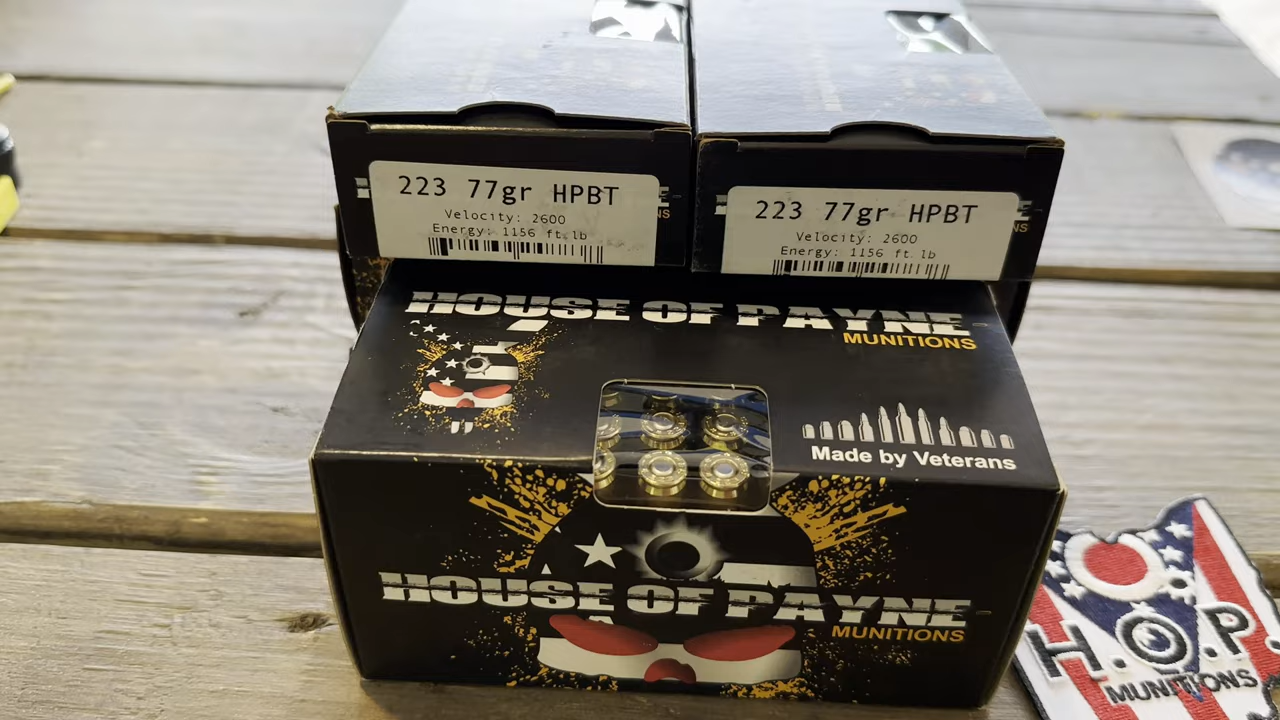 223 77gr HPBT
Velocity: 2600
Energy: 1156 ft.lb
223 77gr HPBT
Velocity: 2600
Energy: 1156 ft.lb
HOUSE OF PAYNE
MUNITIONS
Made by Veterans
HOUSE OF PAYNE
MUNITIONS
H.O.P.
MUNITIONS